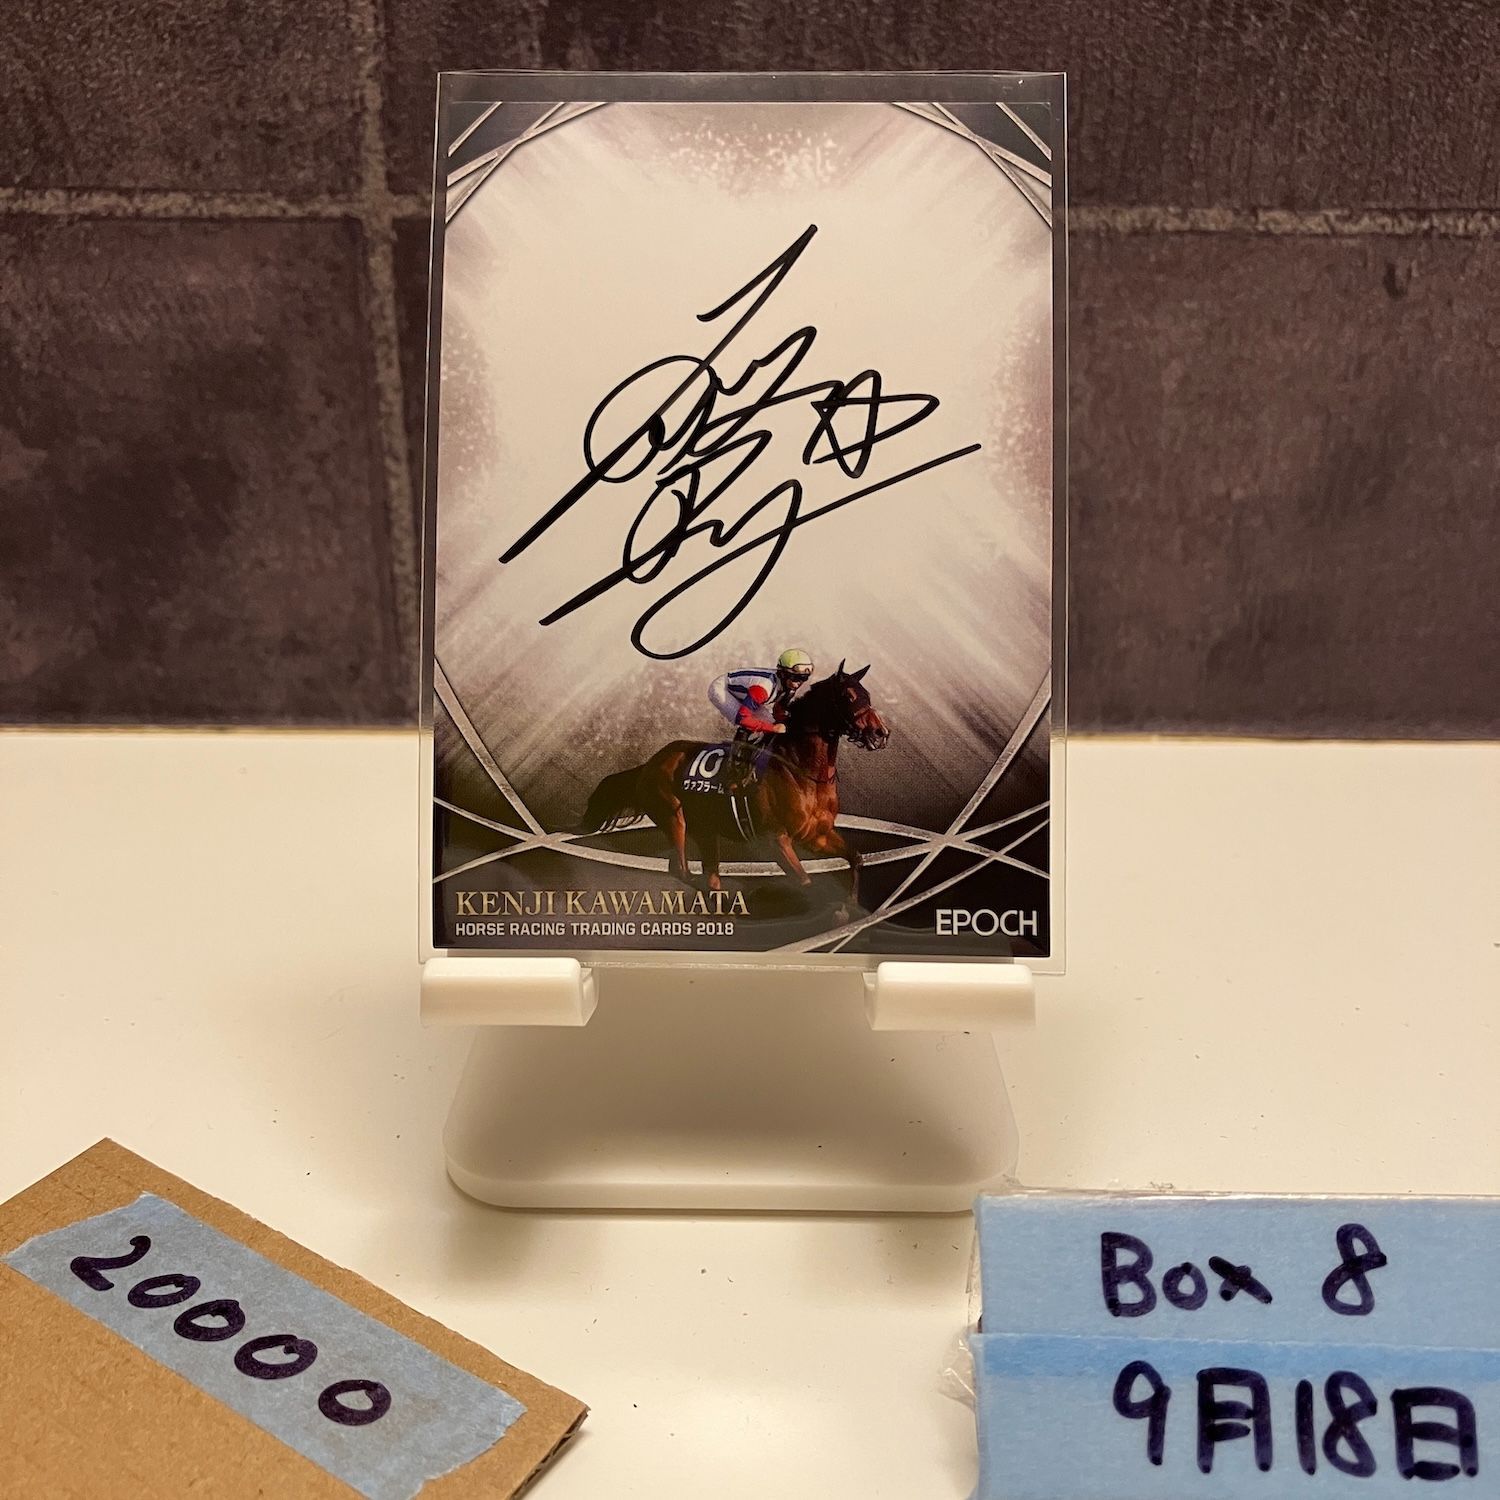 10
ヴァフラーム
KENJI KAWAMATA
HORSE RACING TRADING CARDS 2018
EPOCH
20000
Box 8
9月18日